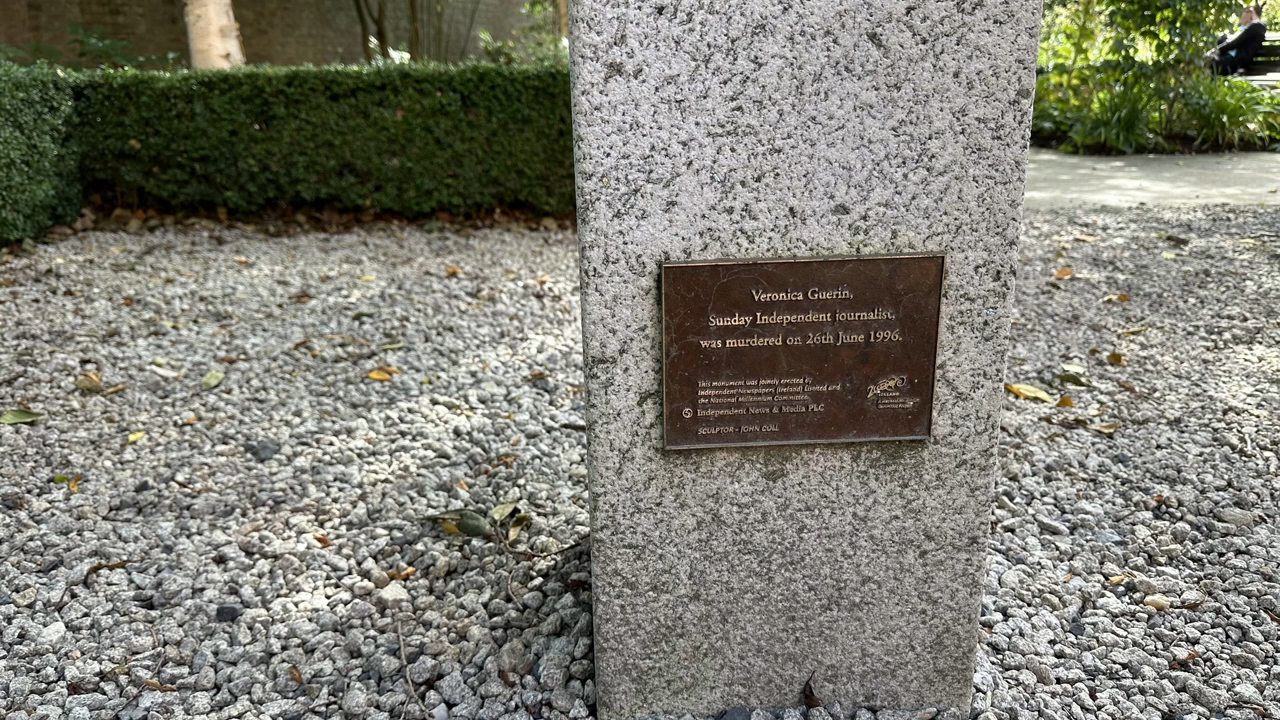 Veronica Guerin,
Sunday Independent journalist,
was murdered on 26th June 1996.
This monument was jointly erected by
Independent Newspapers (Ireland) Limited and
the National Millennium Committee.
Independent News & Media PLC
SCULPTOR - JOHN COLL
IRELAND